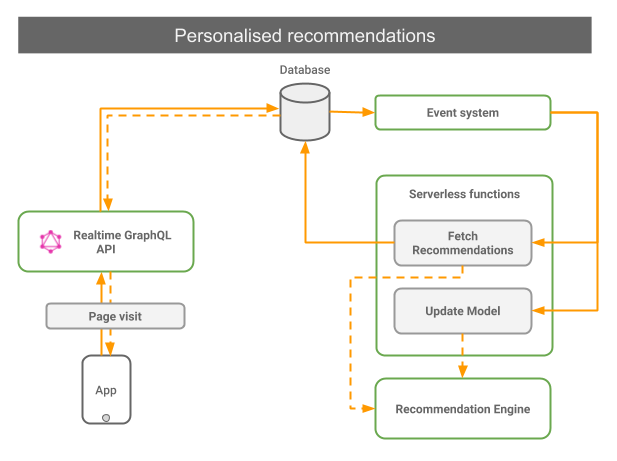 Personalised recommendations
Database
Event system
Serverless functions
Realtime GraphQL
API
Fetch
Recommendations
Page visit
Update Model
App
Recommendation Engine